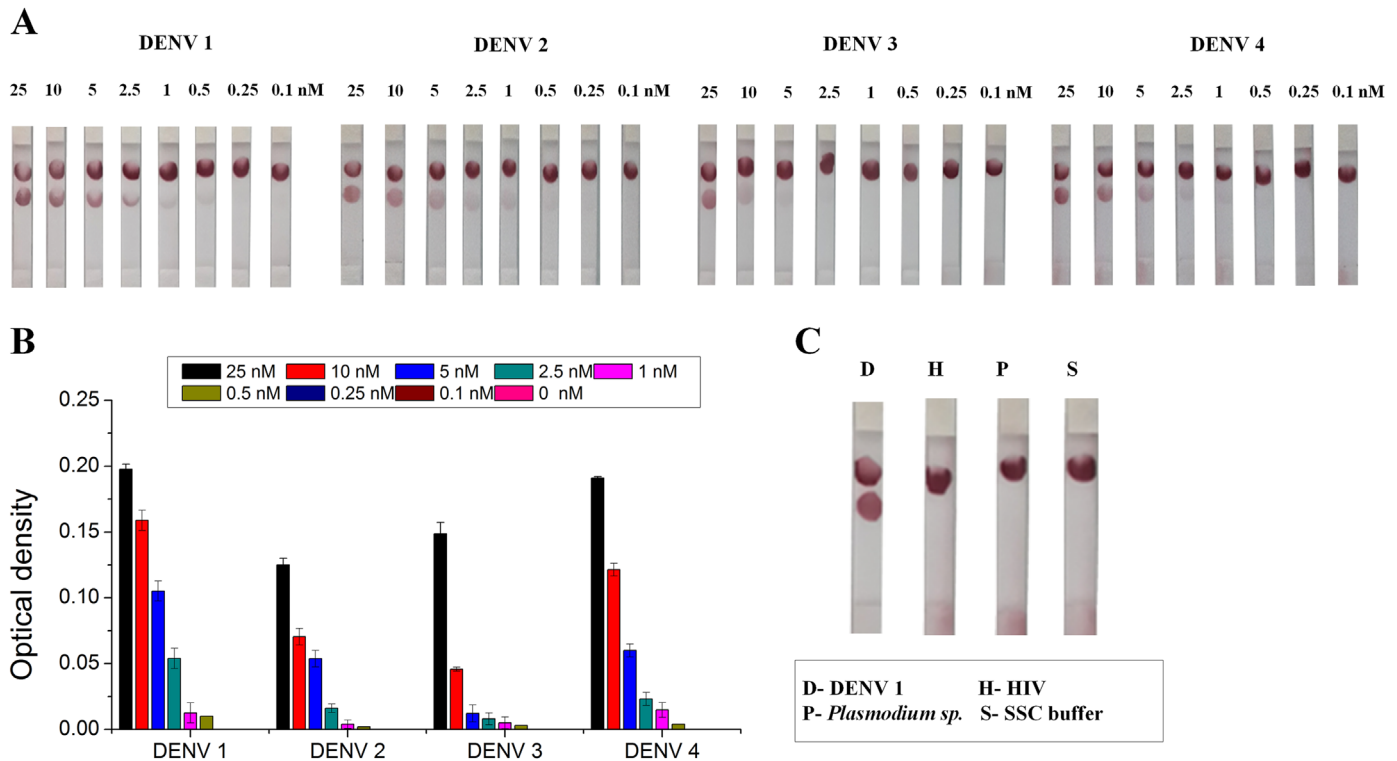 A
DENV 1 DENV 2 DENV 3 DENV 4
25 10 5 2.5 1 0.5 0.25 0.1 nM 25 10 5 2.5 1 0.5 0.25 0.1 nM 25 10 5 2.5 1 0.5 0.25 0.1 nM 25 10 5 2.5 1 0.5 0.25 0.1 nM
B
25 nM 10 nM 5 nM 2.5 nM 1 nM
0.5 nM 0.25 nM 0.1 nM 0 nM
Optical density
0.25
0.20
0.15
0.10
0.05
0.00
DENV 1 DENV 2 DENV 3 DENV 4
C
D H P S
D- DENV 1 H- HIV
P- Plasmodium sp. S- SSC buffer